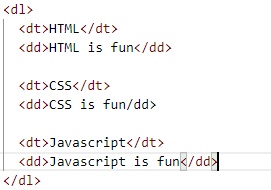 <dl>
<dt>HTML</dt>
<dd>HTML is fun</dd>
<dt>CSS</dt>
<dd>CSS is fun/dd>
<dt>Javascript</dt>
<dd>Javascript is fun</dd>
</dl>